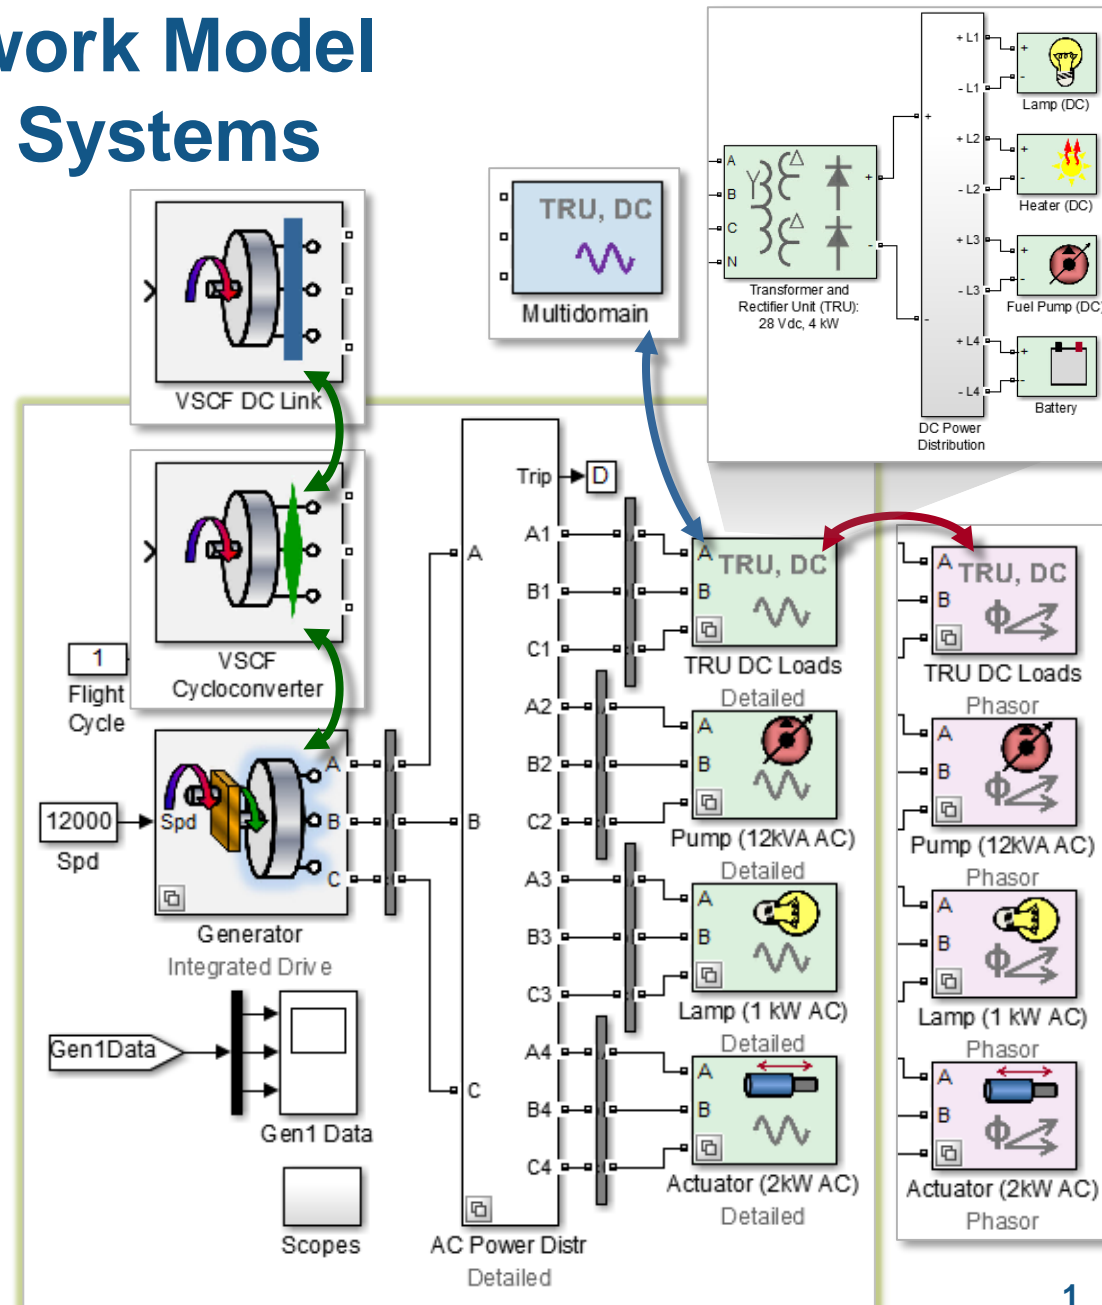 work Model
Systems
VSCF DC Link
VSCF
Cycloconverter
1
Flight
Cycle
12000
Spd
Spd
A
B
C
Generator
Integrated Drive
Gen1Data
Gen1 Data
Scopes
A
B
C
Trip
D
A1
B1
C1
A2
B2
C2
A3
B3
C3
A4
B4
C4
AC Power Distr
Detailed
TRU, DC
Multidomain
A
B
C
N
+
-
Transformer and
Rectifier Unit (TRU):
28 Vdc, 4 kW
+
-
+ L1
- L1
+ L2
- L2
+ L3
- L3
+ L4
- L4
DC Power
Distribution
+
-
Lamp (DC)
+
-
Heater (DC)
+
-
Fuel Pump (DC)
+
-
Battery
A
TRU, DC
B
TRU DC Loads
Detailed
A
B
Pump (12kVA AC)
Detailed
A
B
Lamp (1 kW AC)
Detailed
A
B
Actuator (2kW AC)
Detailed
A
TRU, DC
B
Φ
TRU DC Loads
Phasor
A
B
Φ
Pump (12kVA AC)
Phasor
A
B
Φ
Lamp (1 kW AC)
Phasor
A
B
Φ
Actuator (2kW AC)
Phasor
1